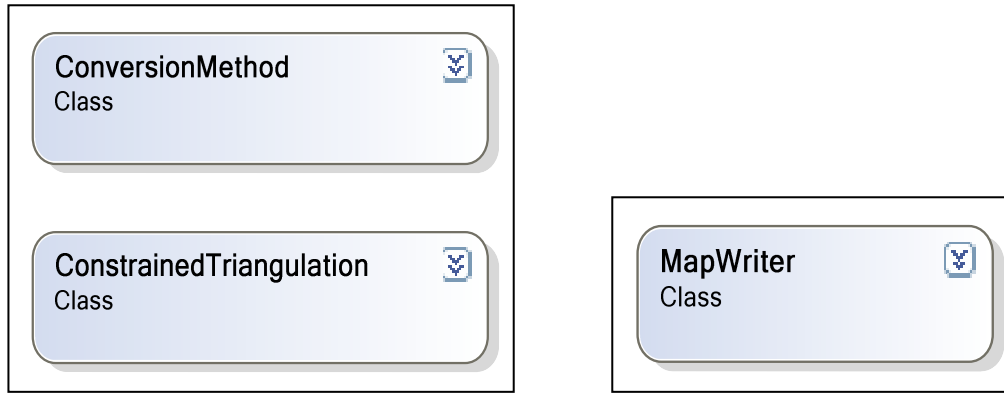 ConversionMethod
Class
ConstrainedTriangulation
Class
MapWriter
Class